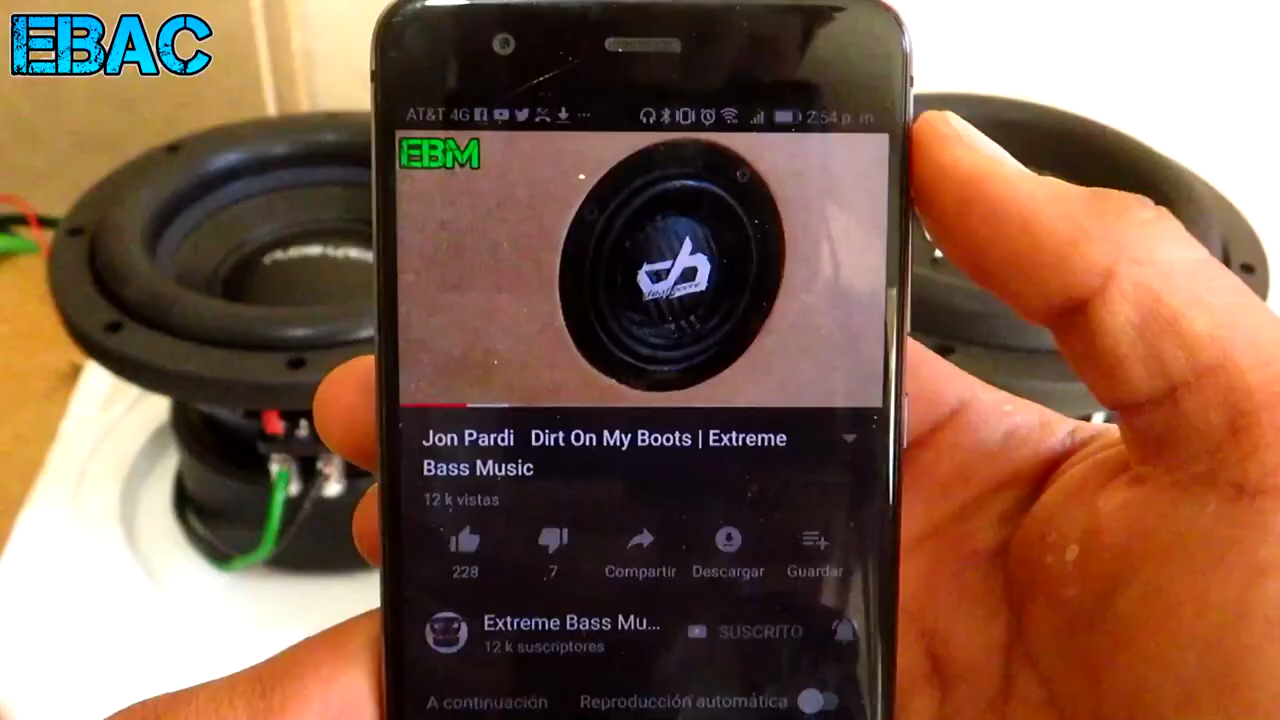 EBAC
AT&T 4G ... 2:54 p. m
EBM
Jon Pardi Dirt On My Boots | Extreme
Bass Music
12 k vistas
228 7 Compartir Descargar Guardar
Extreme Bass Mu...
SUSCRITO
12 k suscriptores
A continuación Reproducción automática